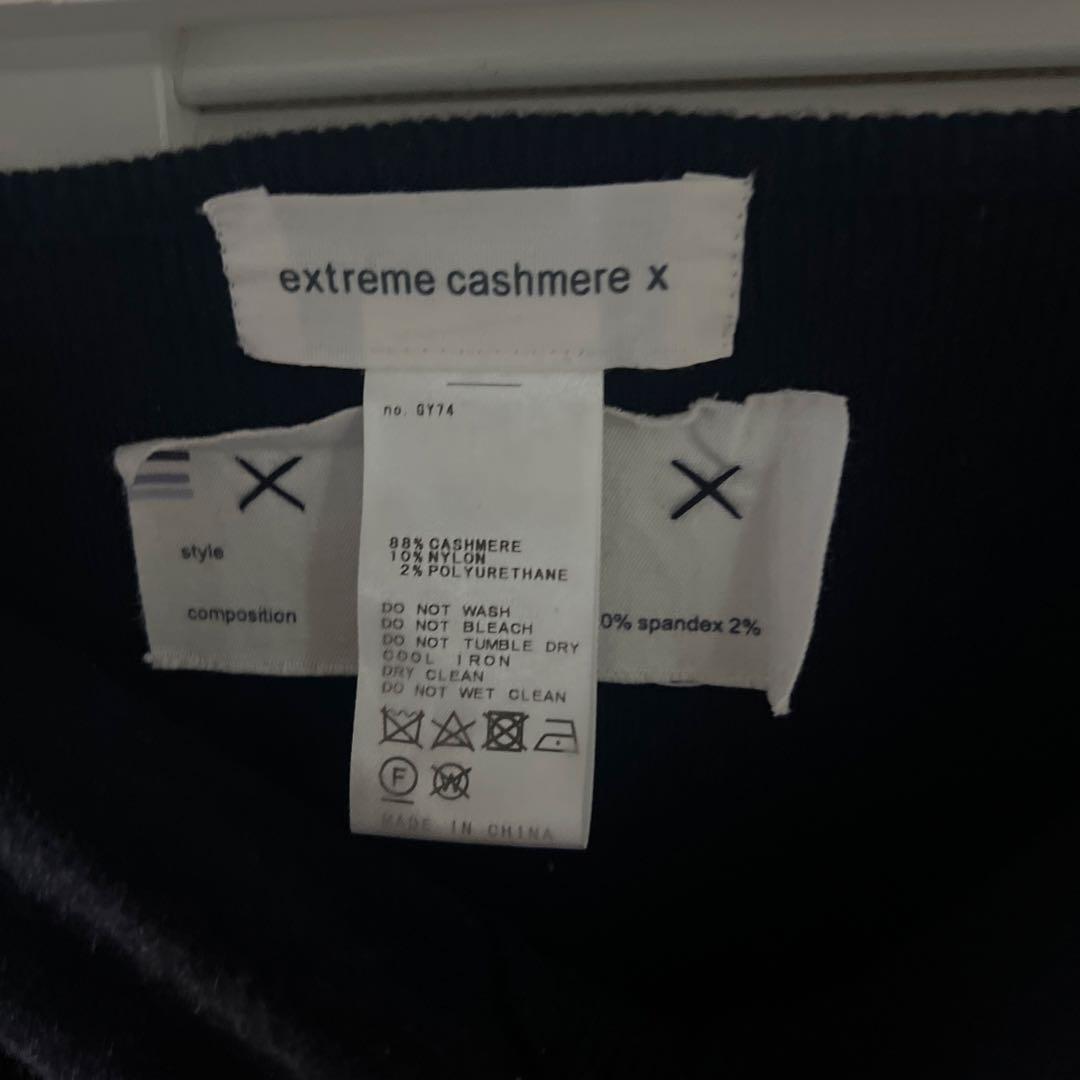 extreme cashmere x
no. GY74
style
composition
0% spandex 2%
88% CASHMERE
10% NYLON
2% POLYURETHANE
DO NOT WASH
DO NOT BLEACH
DO NOT TUMBLE DRY
COOL IRON
DRY CLEAN
DO NOT WET CLEAN
F
W
MADE IN CHINA